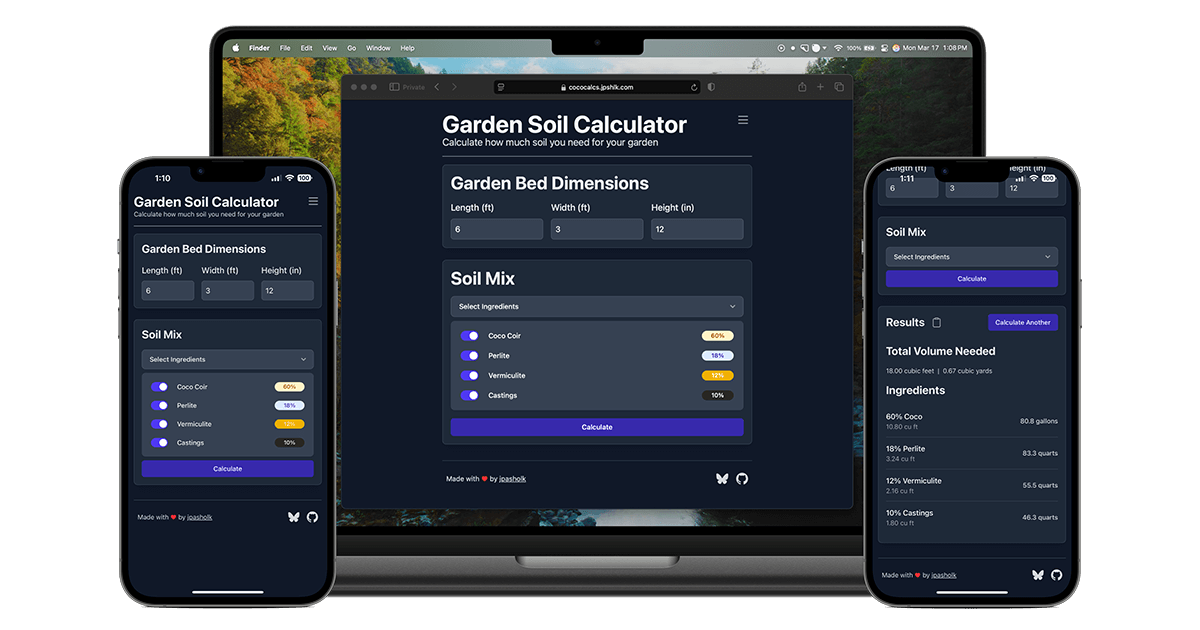 Finder File Edit View Go Window Help
100% Mon Mar 17 1:08 PM
Private
cococalcs.jpshlk.com
Garden Soil Calculator
Calculate how much soil you need for your garden
Garden Bed Dimensions
Length (ft) Width (ft) Height (in)
6 3 12
Soil Mix
Select Ingredients
Coco Coir 60%
Perlite 18%
Vermiculite 12%
Castings 10%
Calculate
Made with ❤️ by jpasholk
1:10 100
Garden Soil Calculator
Calculate how much soil you need for your garden
Garden Bed Dimensions
Length (ft) Width (ft) Height (in)
6 3 12
Soil Mix
Select Ingredients
Coco Coir 60%
Perlite 18%
Vermiculite 12%
Castings 10%
Calculate
Made with ❤️ by jpasholk
Length (ft) Height (in)
1:11 100
6 3 12
Soil Mix
Select Ingredients
Calculate
Results Calculate Another
Total Volume Needed
18.00 cubic feet | 0.67 cubic yards
Ingredients
60% Coco
10.80 cu ft
80.8 gallons
18% Perlite
3.24 cu ft
83.3 quarts
12% Vermiculite
2.16 cu ft
55.5 quarts
10% Castings
1.80 cu ft
46.3 quarts
Made with ❤️ by jpasholk